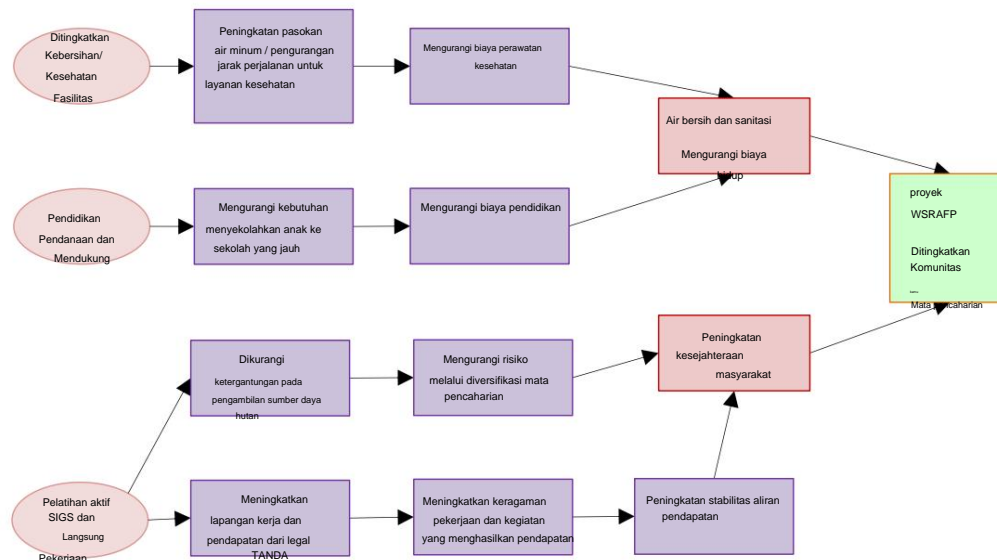 Ditingkatkan
Kebersihan/
Kesehatan
Fasilitas
Peningkatan pasokan
air minum / pengurangan
jarak perjalanan untuk
layanan kesehatan
Mengurangi biaya perawatan
kesehatan
Air bersih dan sanitasi
Mengurangi biaya
hidup
Pendidikan
Pendanaan dan
Mendukung
Mengurangi kebutuhan
menyekolahkan anak ke
sekolah yang jauh
Mengurangi biaya pendidikan
proyek
WSRAFP
Ditingkatkan
Komunitas
Mata pencaharian
Dikurangi
ketergantungan pada
pengambilan sumber daya
hutan
Mengurangi risiko
melalui diversifikasi mata
pencaharian
Peningkatan
kesejahteraan
masyarakat
Pelatihan aktif
SIGS dan
Langsung
Pekerjaan
Meningkatkan
lapangan kerja dan
pendapatan dari legal
TANDA
Meningkatkan keragaman
pekerjaan dan kegiatan
yang menghasilkan pendapatan
Peningkatan stabilitas aliran
pendapatan